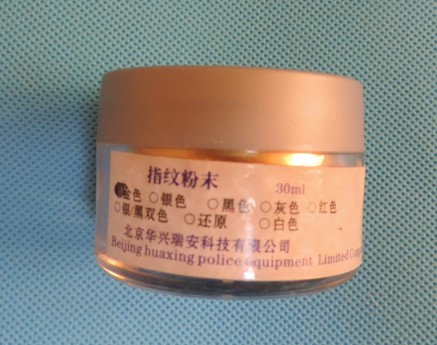 指纹粉末 30ml
金色 ○银色 ○黑色 ○灰色 ○红色
○银/黑双色 ○还原 ○白色
北京华兴瑞安科技有限公司
Beijing huaxing police equipment Limited